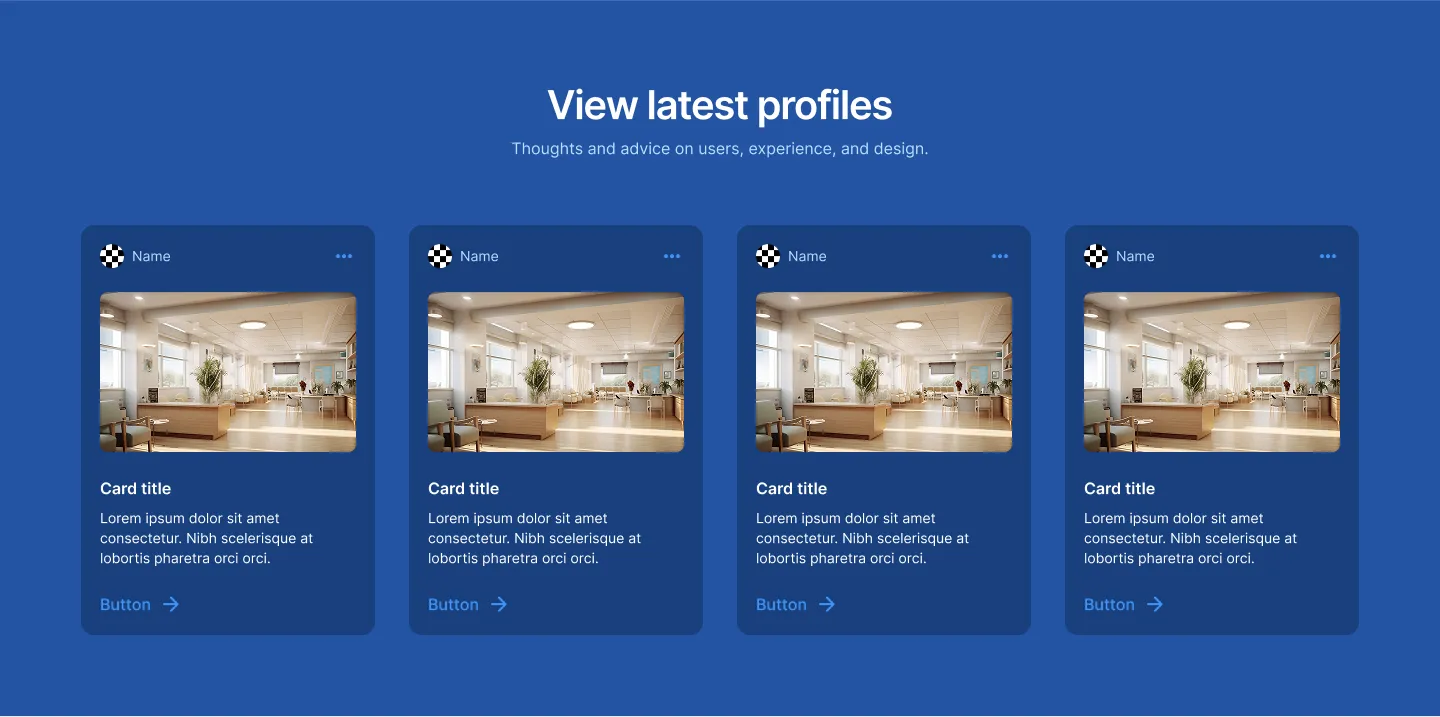 View latest profiles
Thoughts and advice on users, experience, and design.
Name
Card title
Lorem ipsum dolor sit amet
consectetur. Nibh scelerisque at
lobortis pharetra orci orci.
Button
Name
Card title
Lorem ipsum dolor sit amet
consectetur. Nibh scelerisque at
lobortis pharetra orci orci.
Button
Name
Card title
Lorem ipsum dolor sit amet
consectetur. Nibh scelerisque at
lobortis pharetra orci orci.
Button
Name
Card title
Lorem ipsum dolor sit amet
consectetur. Nibh scelerisque at
lobortis pharetra orci orci.
Button